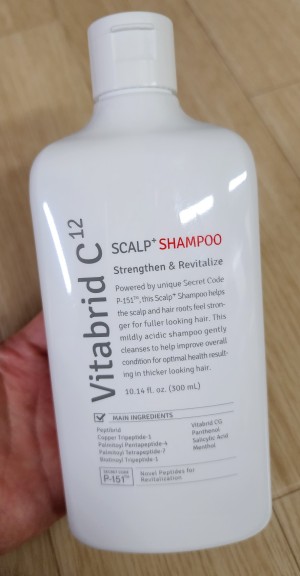 Vitabrid C12
SCALP+ SHAMPOO
Strengthen & Revitalize
Powered by unique Secret Code
P-151™, this Scalp+ Shampoo helps
the scalp and hair roots feel stron-
ger for fuller looking hair. This
mildly acidic shampoo gently
cleanses to help improve overall
condition for optimal health result-
ing in thicker looking hair.
10.14 fl. oz. (300 mL)
MAIN INGREDIENTS
Peptibrid
Copper Tripeptide-1
Palmitoyl Pentapeptide-4
Palmitoyl Tetrapeptide-7
Biotinoyl Tripeptide-1
Vitabrid CG
Panthenol
Salicylic Acid
Menthol
SECRET CODE
P-151™
Novel Peptides for
Revitalization